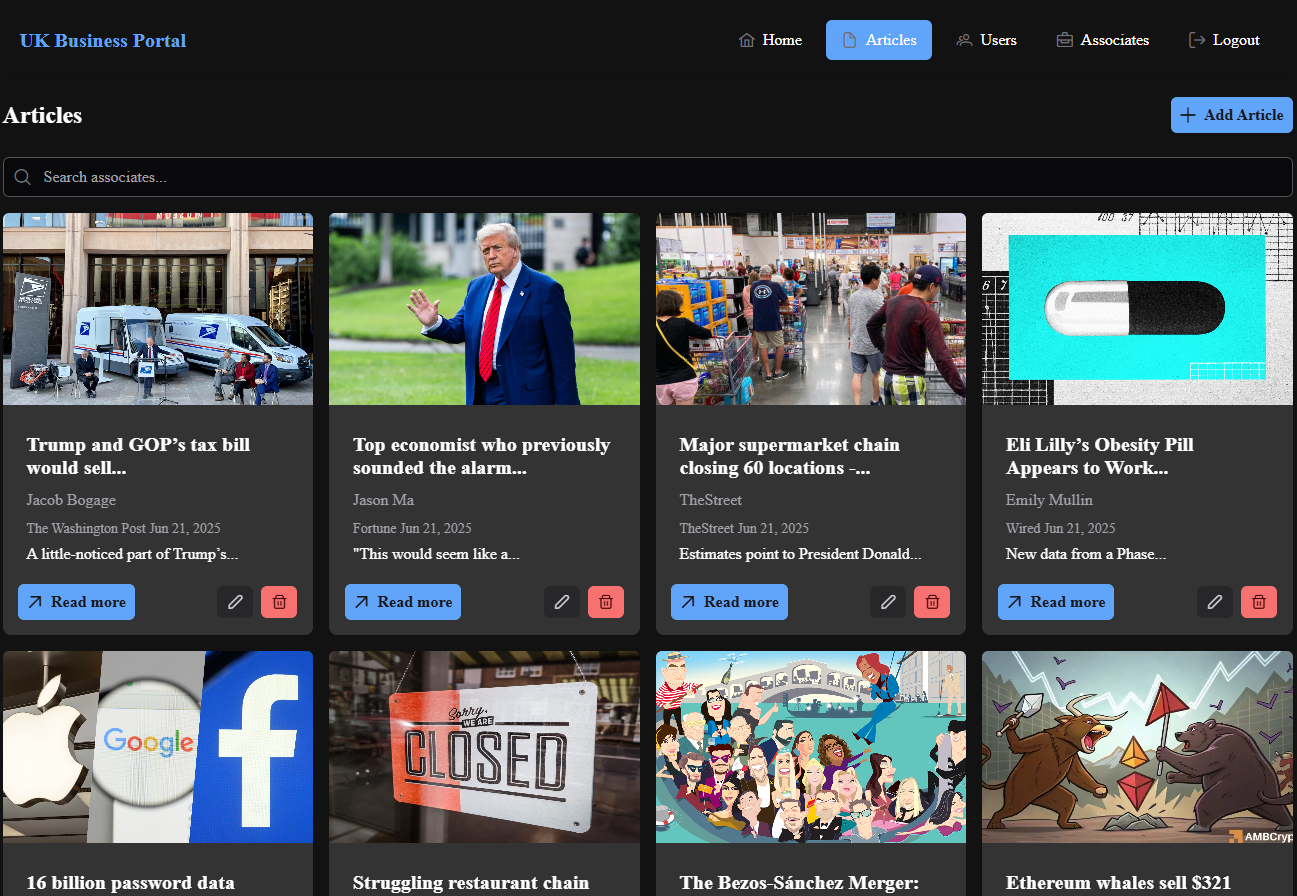 UK Business Portal
Home
Articles
Users
Associates
Logout
Articles
Add Article
Search associates...
100 37
6 7
Trump and GOP’s tax bill
would sell...
Jacob Bogage
The Washington Post Jun 21, 2025
A little-noticed part of Trump’s...
Read more
Top economist who previously
sounded the alarm...
Jason Ma
Fortune Jun 21, 2025
"This would seem like a...
Read more
Major supermarket chain
closing 60 locations -...
TheStreet
TheStreet Jun 21, 2025
Estimates point to President Donald...
Read more
Eli Lilly’s Obesity Pill
Appears to Work...
Emily Mullin
Wired Jun 21, 2025
New data from a Phase...
Read more
Google
Sorry,
WE ARE
CLOSED
AMBCryp
16 billion password data
Struggling restaurant chain
The Bezos-Sánchez Merger:
Ethereum whales sell $321